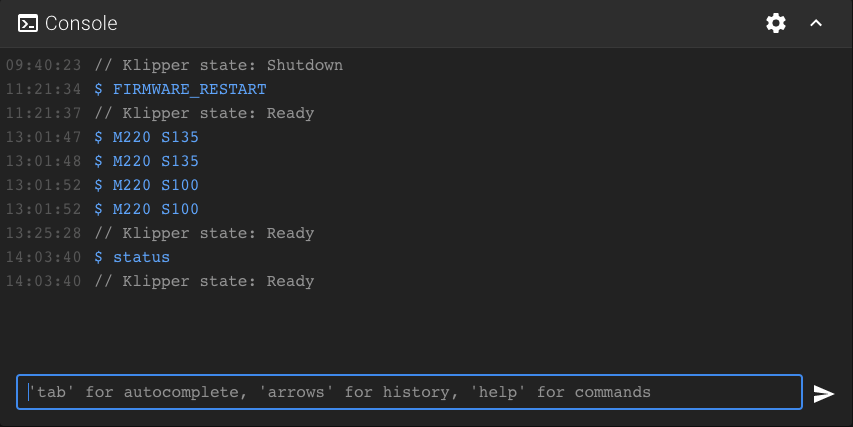 Console
09:40:23 // Klipper state: Shutdown
11:21:34 $ FIRMWARE_RESTART
11:21:37 // Klipper state: Ready
13:01:47 $ M220 S135
13:01:48 $ M220 S135
13:01:52 $ M220 S100
13:01:52 $ M220 S100
13:25:28 // Klipper state: Ready
14:03:40 $ status
14:03:40 // Klipper state: Ready
'tab' for autocomplete, 'arrows' for history, 'help' for commands